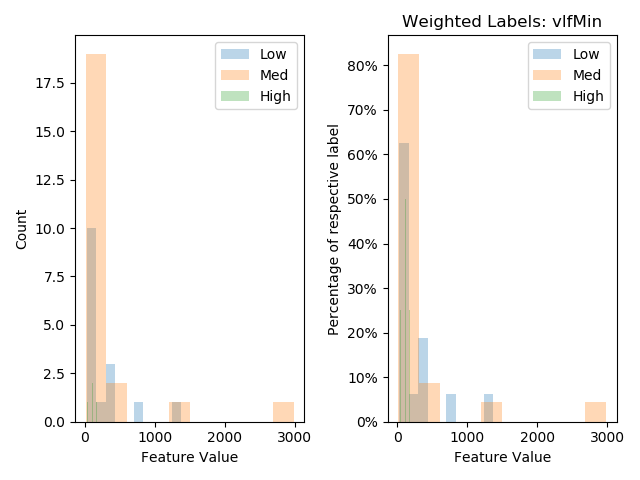 Low
Med
High
17.5
15.0
12.5
10.0
7.5
5.0
2.5
0.0
Count
0
1000
2000
3000
Feature Value
Weighted Labels: vlfMin
Low
Med
High
80%
70%
60%
50%
40%
30%
20%
10%
0%
Percentage of respective label
0
1000
2000
3000
Feature Value